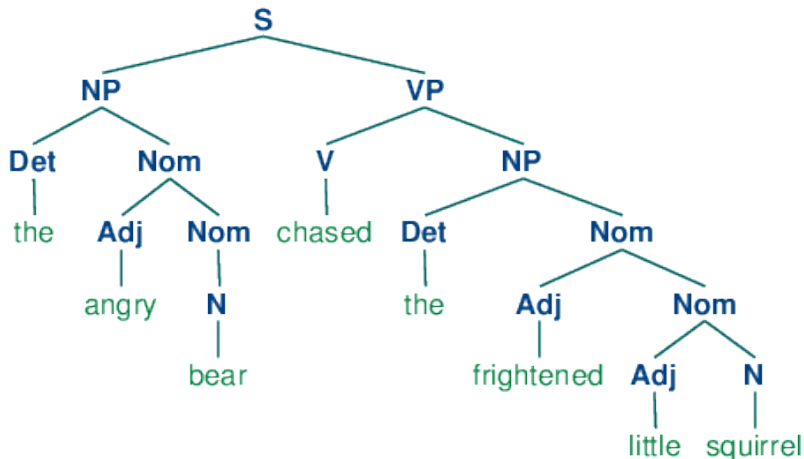 S
NP VP
Det Nom V NP
the Adj Nom chased Det Nom
angry N the Adj Nom
bear frightened Adj N
little squirrel